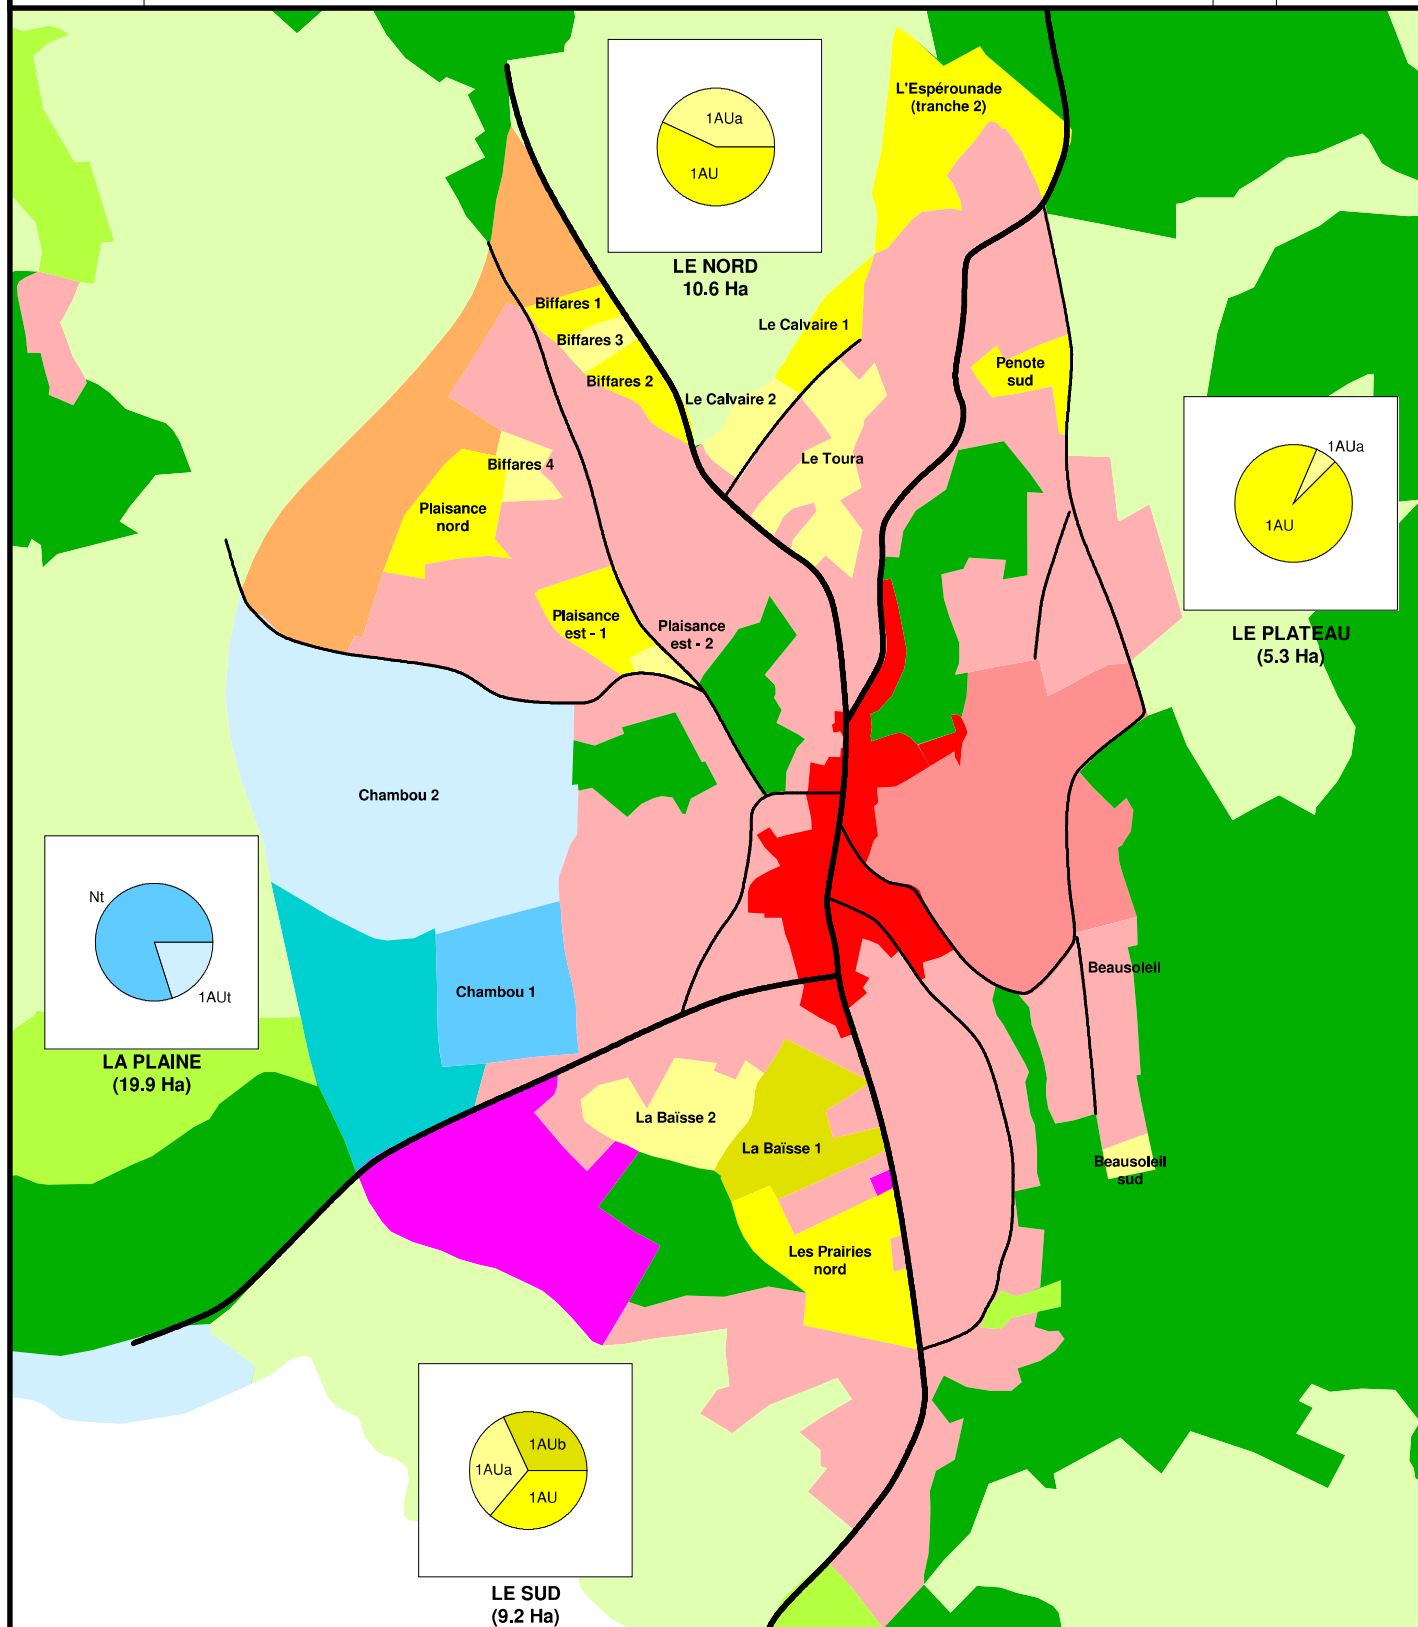 L'Espérounade
(tranche 2)
1AUa
1AU
LE NORD
10.6 Ha
Biffares 1
Biffares 3
Biffares 2
Le Calvaire 1
Le Calvaire 2
Penote
sud
Le Toura
Biffares 4
Plaisance
nord
1AUa
1AU
LE PLATEAU
(5.3 Ha)
Plaisance
est - 1
Plaisance
est - 2
Chambou 2
Nt
1AUt
LA PLAINE
(19.9 Ha)
Chambou 1
Beausoleil
La Baïsse 2
La Baïsse 1
Beausoleil
sud
Les Prairies
nord
1AUb
1AUa
1AU
LE SUD
(9.2 Ha)